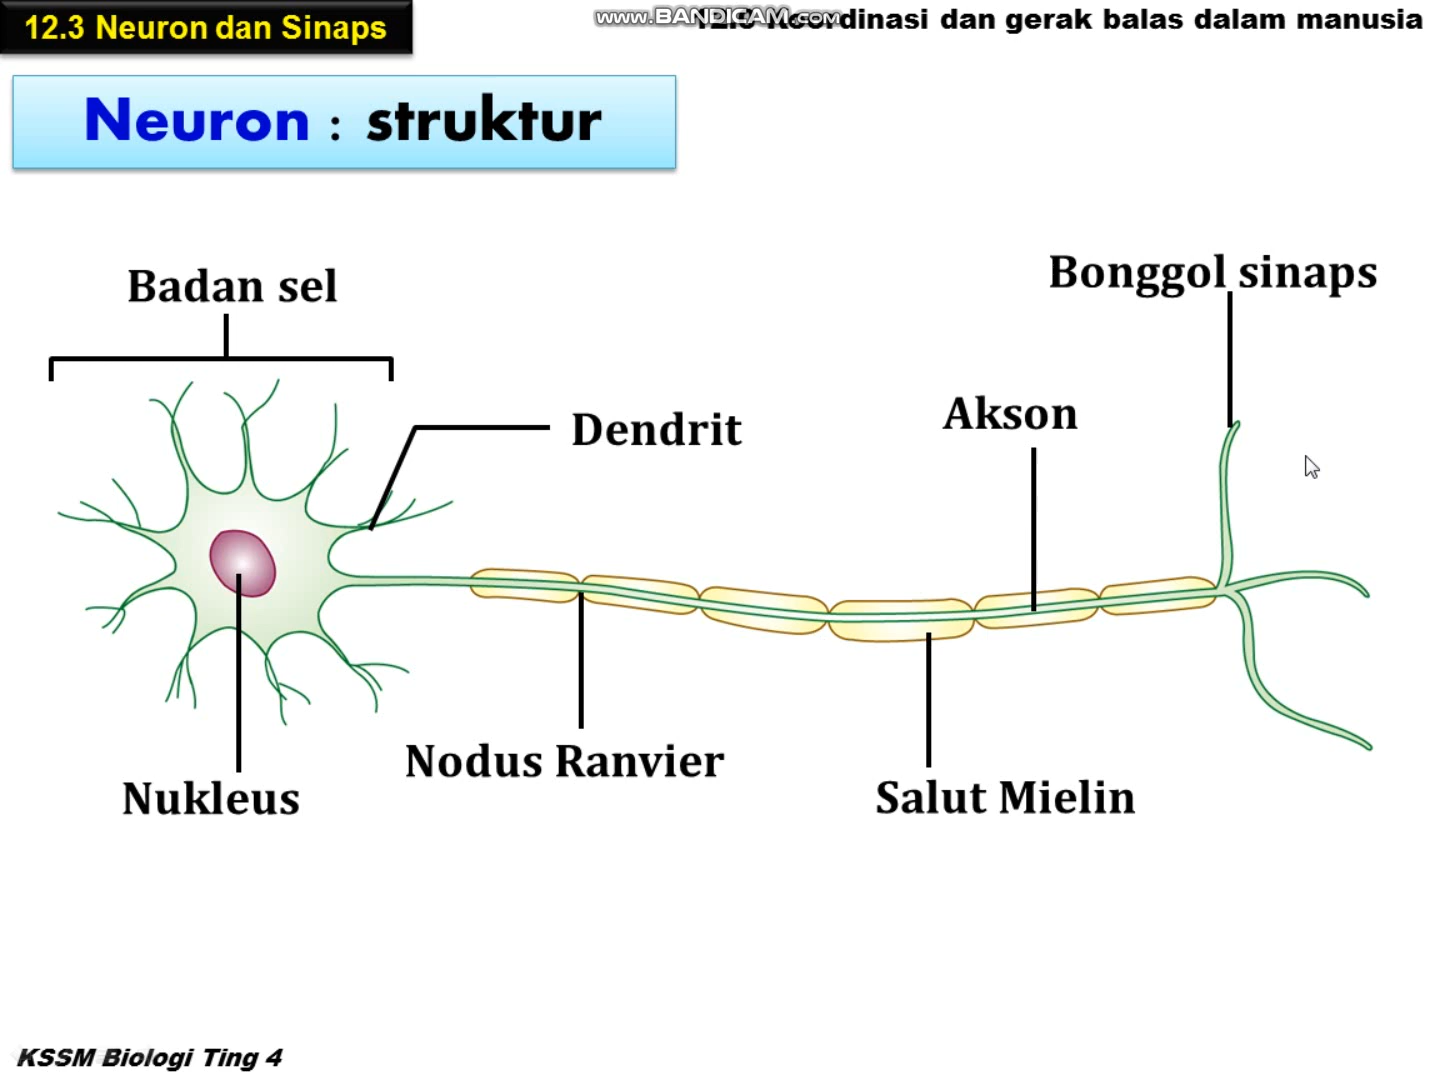 12.3 Neuron dan Sinaps
www.BANDICAM.com
Koordinasi dan gerak balas dalam manusia
Neuron : struktur
Badan sel
Bonggol sinaps
Dendrit
Akson
Nodus Ranvier
Nukleus
Salut Mielin
KSSM Biologi Ting 4